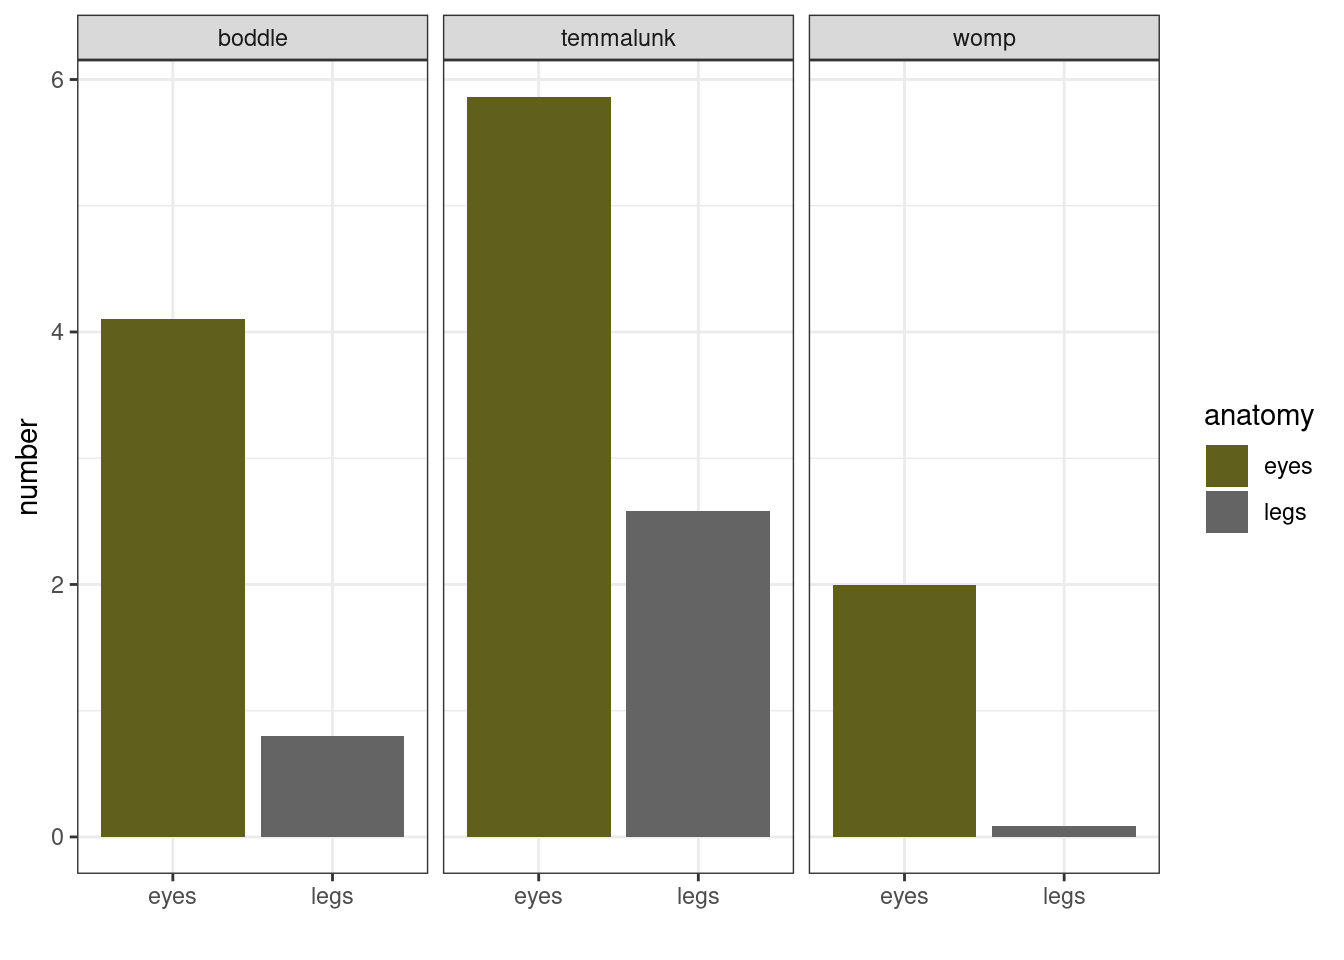 boddle
temmalunk
womp
number
6
4
2
0
eyes
legs
eyes
legs
eyes
legs
anatomy
eyes
legs